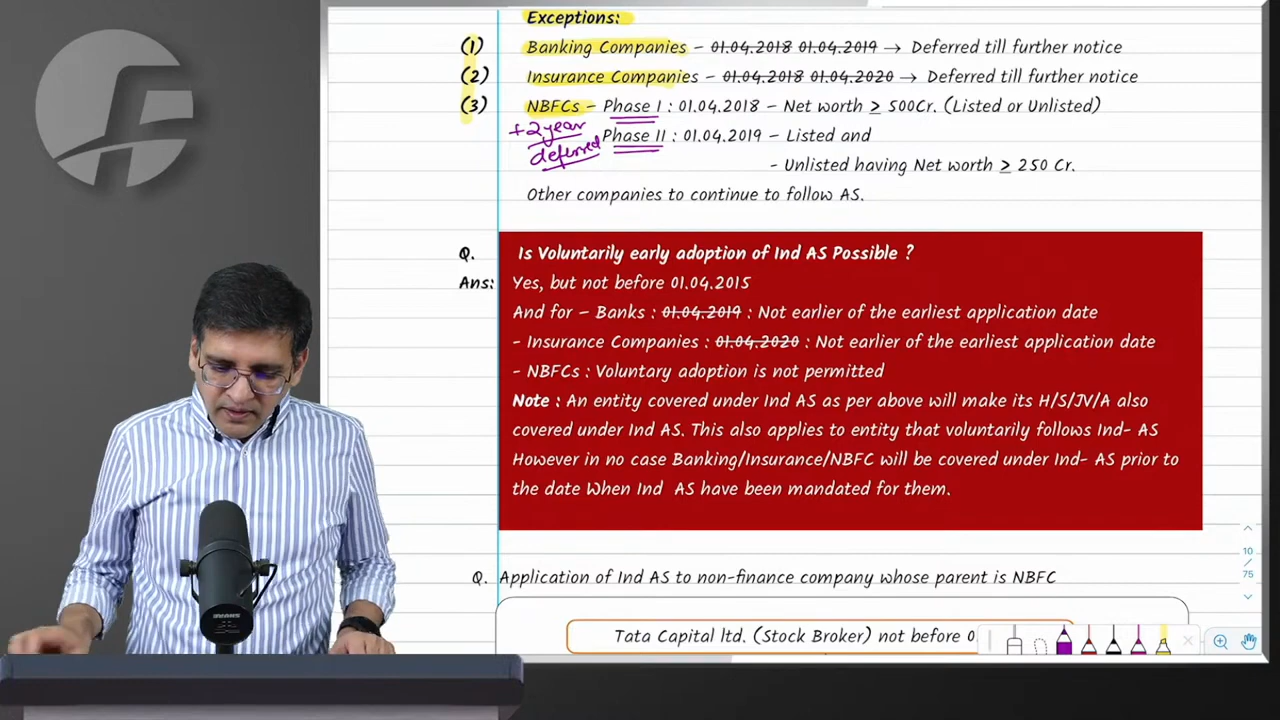 Exceptions:
(1) Banking Companies – 01.04.2018 01.04.2019 → Deferred till further notice
(2) Insurance Companies – 01.04.2018 01.04.2020 → Deferred till further notice
(3) NBFCs – Phase I : 01.04.2018 – Net worth ≥ 500Cr. (Listed or Unlisted)
+2 year
deferred
Phase II : 01.04.2019 – Listed and
- Unlisted having Net worth ≥ 250 Cr.
Other companies to continue to follow AS.
Q. Is Voluntarily early adoption of Ind AS Possible ?
Ans: Yes, but not before 01.04.2015
And for – Banks : 01.04.2019 : Not earlier of the earliest application date
- Insurance Companies : 01.04.2020 : Not earlier of the earliest application date
- NBFCs : Voluntary adoption is not permitted
Note : An entity covered under Ind AS as per above will make its H/S/JV/A also
covered under Ind AS. This also applies to entity that voluntarily follows Ind- AS
However in no case Banking/Insurance/NBFC will be covered under Ind- AS prior to
the date When Ind AS have been mandated for them.
Q. Application of Ind AS to non-finance company whose parent is NBFC
Tata Capital ltd. (Stock Broker) not before 0
10
/
75
SHURE